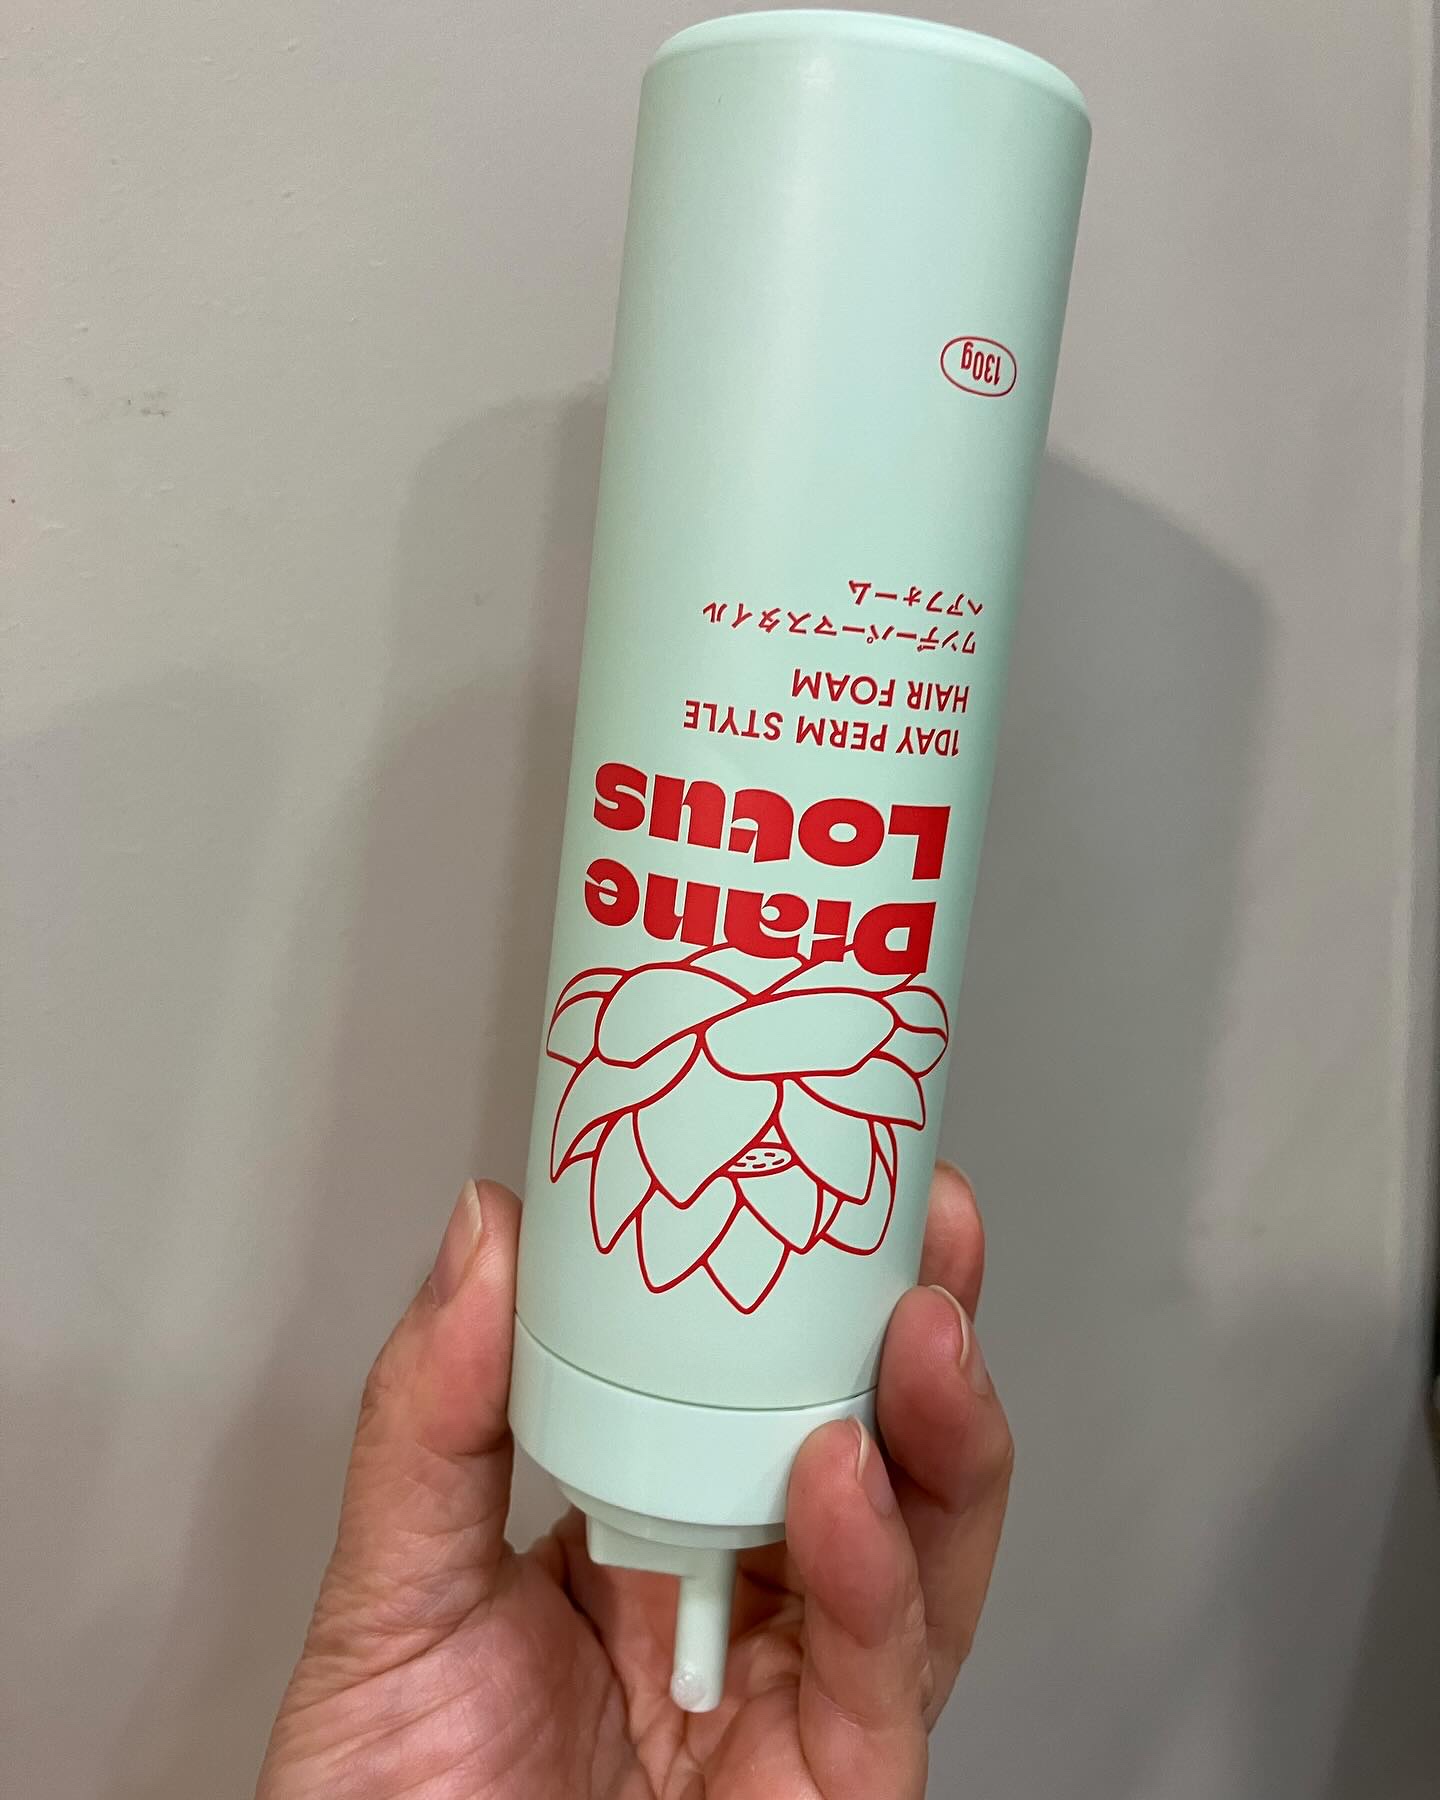 Diane
Lotus
1DAY PERM STYLE
HAIR FOAM
ワンデーパーマスタイル
ヘアフォーム
130g